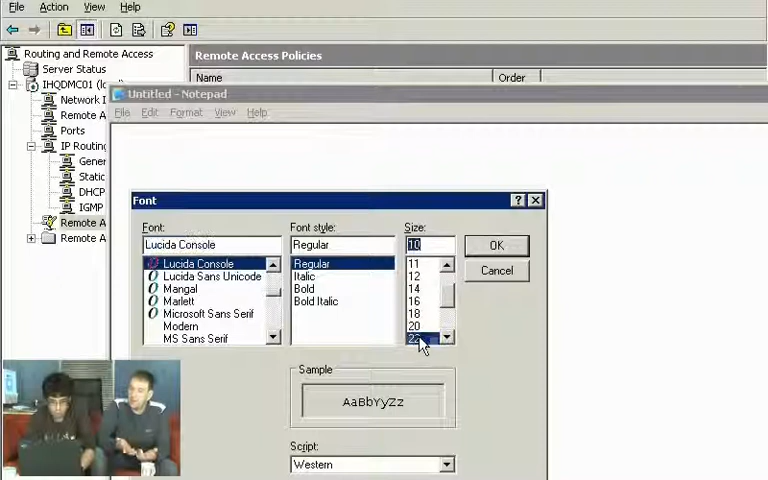 File Action View Help
Routing and Remote Access
Remote Access Policies
Server Status
Name Order
IHQDMC01 (
Untitled - Notepad
Network I
File Edit Format View Help
Remote A
Ports
IP Routing
Gener
Static
DHCP
IGMP
Remote A
Remote A
Font
Font: Font style: Size:
Lucida Console Regular 10 OK
Lucida Console Regular 11
Lucida Sans Unicode Italic 12 Cancel
Mangal Bold 14
Marlett Bold Italic 16
Microsoft Sans Serif 18
Modern 20
MS Sans Serif 22
Sample
AaBbYyZz
Script:
Western